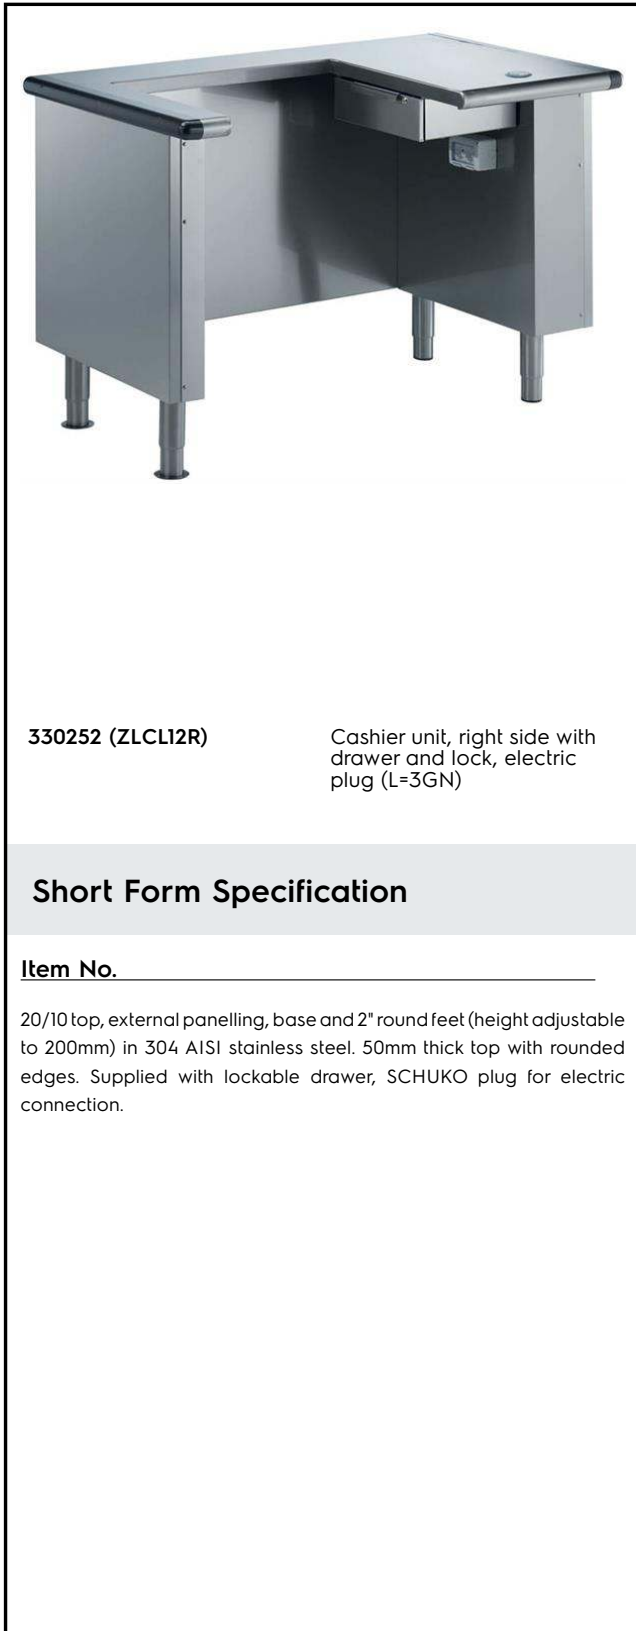 330252 (ZLCL12R)
Cashier unit, right side with
drawer and lock, electric
plug (L=3GN)
Short Form Specification
Item No.
20/10 top, external panelling, base and 2" round feet (height adjustable
to 200mm) in 304 AISI stainless steel. 50mm thick top with rounded
edges. Supplied with lockable drawer, SCHUKO plug for electric
connection.